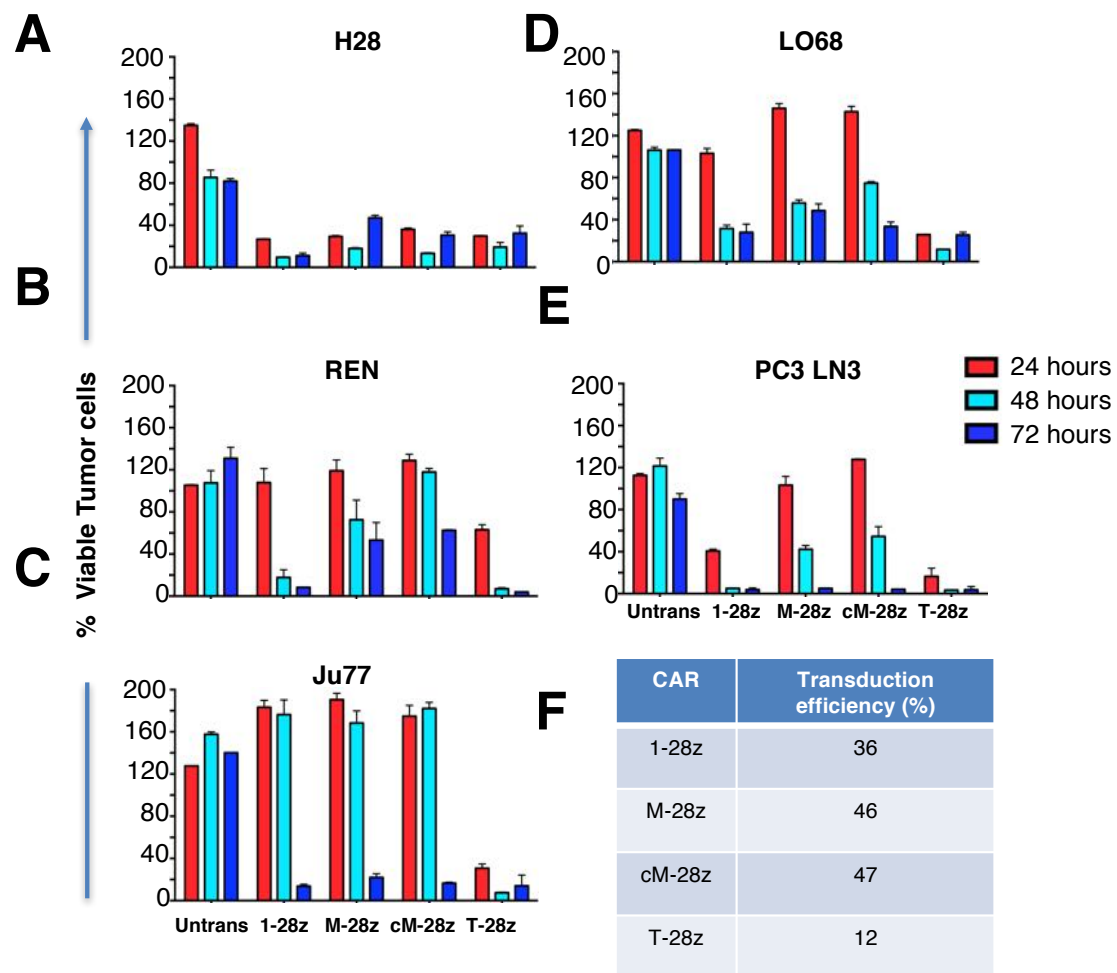 A
H28
200
160
120
80
40
0
D
LO68
200
160
120
80
40
0
B
REN
200
160
120
80
40
0
E
PC3 LN3
200
160
120
80
40
0
Untrans 1-28z M-28z cM-28z T-28z
24 hours
48 hours
72 hours
% Viable Tumor cells
C
Ju77
200
160
120
80
40
0
Untrans 1-28z M-28z cM-28z T-28z
F
CAR Transduction
efficiency (%)
1-28z 36
M-28z 46
cM-28z 47
T-28z 12